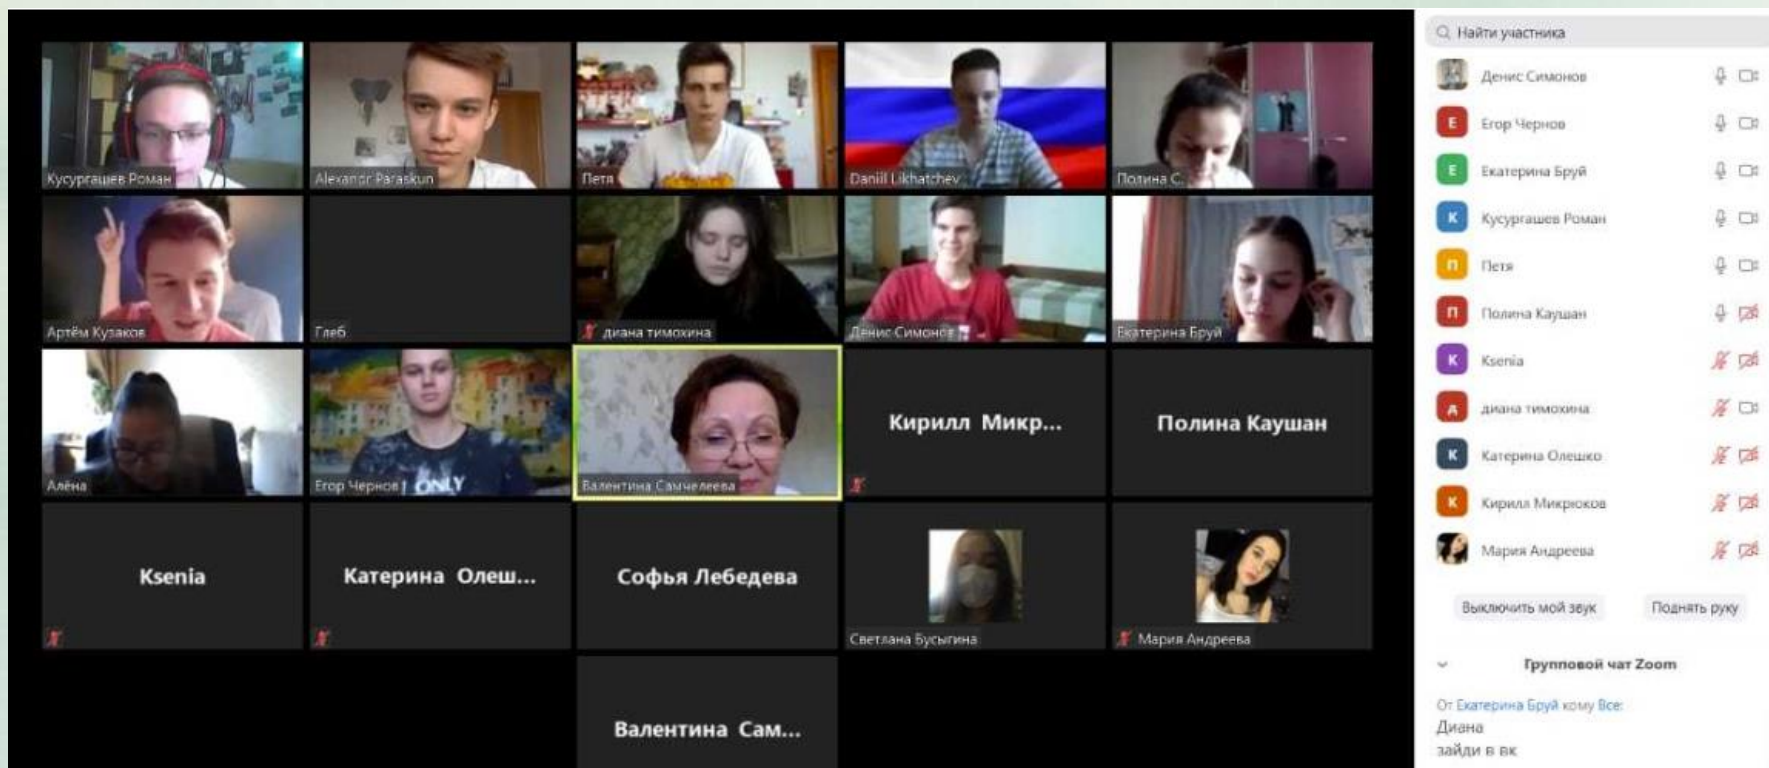 Кусургашев Роман
Alexandr Paraskun
Петя
Daniil Likhatchev
Полина С.
Артём Кузаков
Глеб
диана тимохина
Денис Симонов
Екатерина Бруй
Алёна
Егор Чернов
ONLY
Валентина Самчелеева
Кирилл Микр...
Полина Каушан
Ksenia
Катерина Олеш...
Софья Лебедева
Светлана Бусыгина
Мария Андреева
Валентина Сам...
Найти участника
Денис Симонов
Е Егор Чернов
Е Екатерина Бруй
К Кусургашев Роман
П Петя
П Полина Каушан
K Ksenia
Д диана тимохина
К Катерина Олешко
К Кирилл Микрюков
Мария Андреева
Выключить мой звук Поднять руку
Групповой чат Zoom
От Екатерина Бруй кому Все:
Диана
зайди в вк